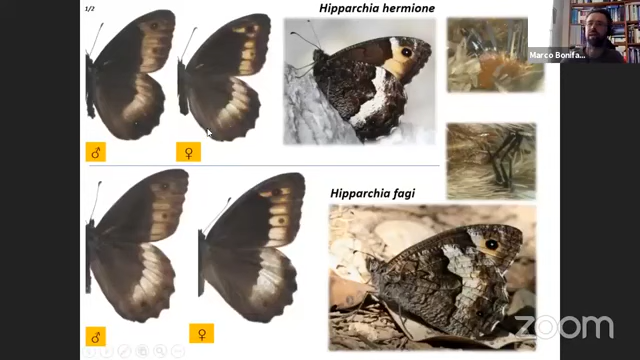 1/2
Hipparchia hermione
Marco Bonifa...
♂
♀
Hipparchia fagi
♂
♀
zoom